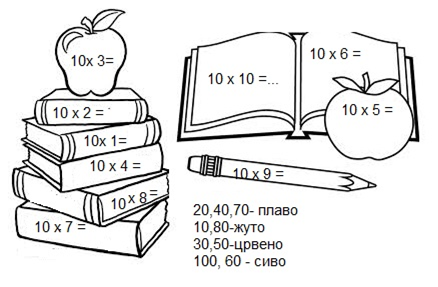 10x 3=
10 x 2 =
10x 1=
10 x 4 =
10 x 8=
10 x 7 =
10 x 10 =...
10 x 6 =
10 x 5 =
10 x 9 =
20,40,70- плаво
10,80-жуто
30,50-црвено
100, 60 - сиво